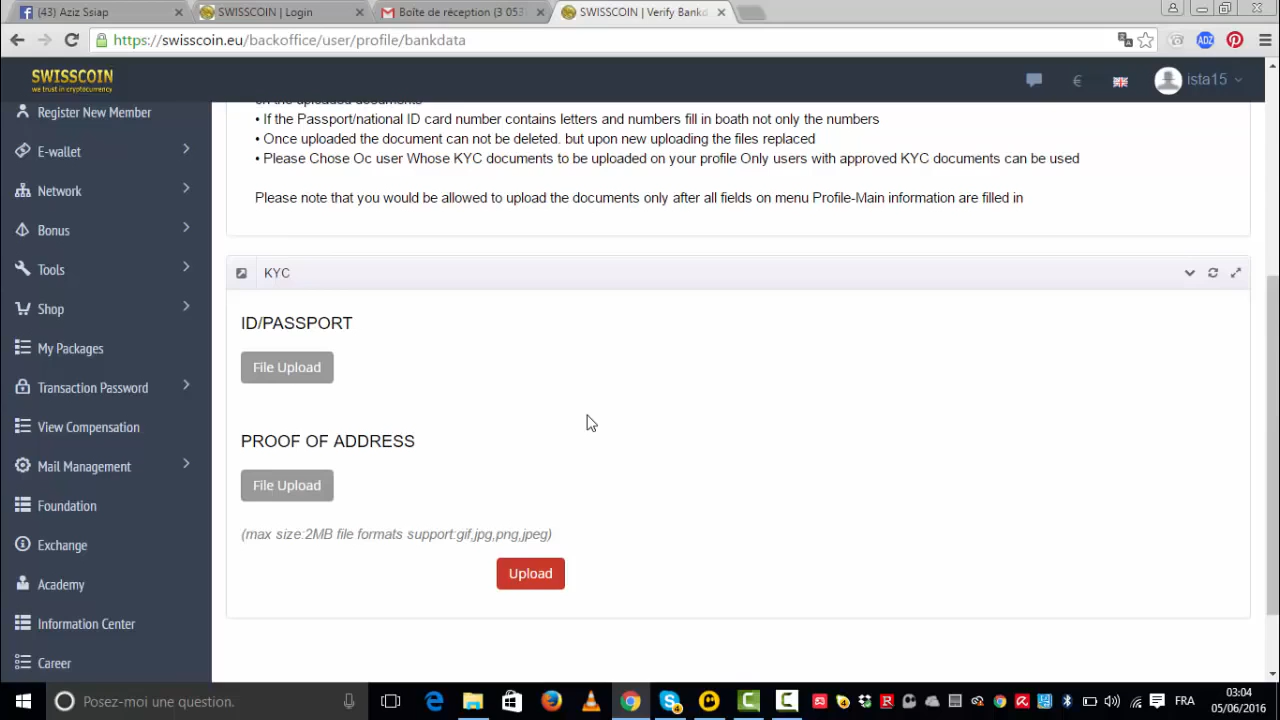 (43) Aziz Ssiap
SWISSCOIN | Login
Boîte de réception (3 053
SWISSCOIN | Verify Bankd
https://swisscoin.eu/backoffice/user/profile/bankdata
ADZ
SWISSCOIN
we trust in cryptocurrency
€
ista15
Register New Member
E-wallet
Network
Bonus
Tools
Shop
My Packages
Transaction Password
View Compensation
Mail Management
Foundation
Exchange
Academy
Information Center
Career
on the uploaded documents
• If the Passport/national ID card number contains letters and numbers fill in boath not only the numbers
• Once uploaded the document can not be deleted. but upon new uploading the files replaced
• Please Chose Oc user Whose KYC documents to be uploaded on your profile Only users with approved KYC documents can be used
Please note that you would be allowed to upload the documents only after all fields on menu Profile-Main information are filled in
KYC
ID/PASSPORT
File Upload
PROOF OF ADDRESS
File Upload
(max size:2MB file formats support:gif,jpg,png,jpeg)
Upload
Posez-moi une question.
FRA
03:04
05/06/2016